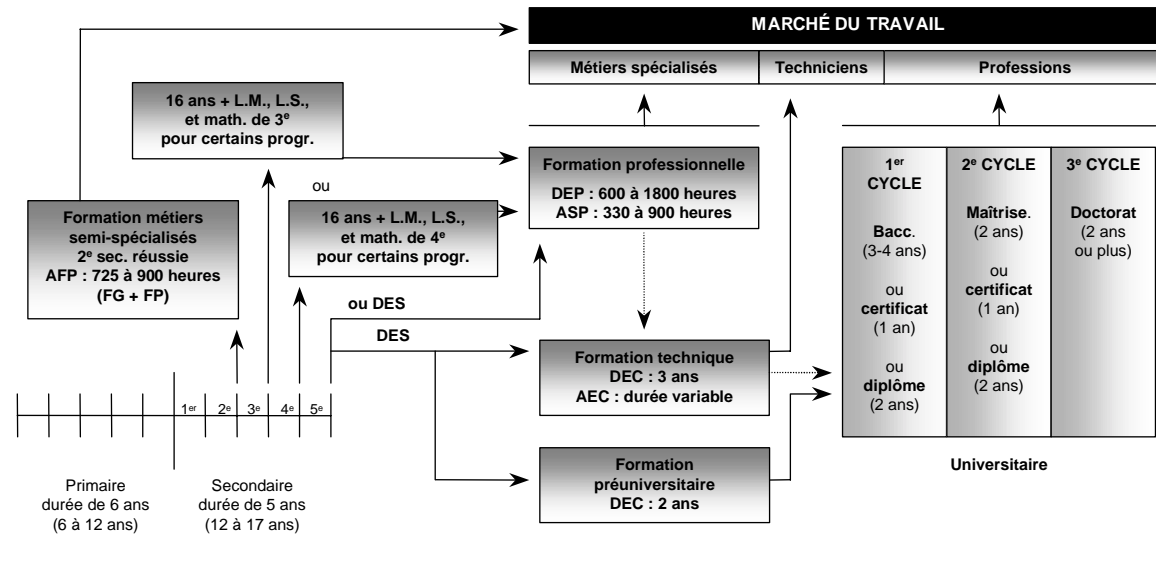 MARCHÉ DU TRAVAIL
Métiers spécialisés
Techniciens
Professions
16 ans + L.M., L.S.,
et math. de 3e
pour certains progr.
ou
16 ans + L.M., L.S.,
et math. de 4e
pour certains progr.
Formation métiers
semi-spécialisés
2e sec. réussie
AFP : 725 à 900 heures
(FG + FP)
Formation professionnelle
DEP : 600 à 1800 heures
ASP : 330 à 900 heures
ou DES
DES
Formation technique
DEC : 3 ans
AEC : durée variable
Formation
préuniversitaire
DEC : 2 ans
1er
CYCLE
Bacc.
(3-4 ans)
ou
certificat
(1 an)
ou
diplôme
(2 ans)
2e CYCLE
Maîtrise.
(2 ans)
ou
certificat
(1 an)
ou
diplôme
(2 ans)
3e CYCLE
Doctorat
(2 ans
ou plus)
Universitaire
1er
2e
3e
4e
5e
Primaire
durée de 6 ans
(6 à 12 ans)
Secondaire
durée de 5 ans
(12 à 17 ans)